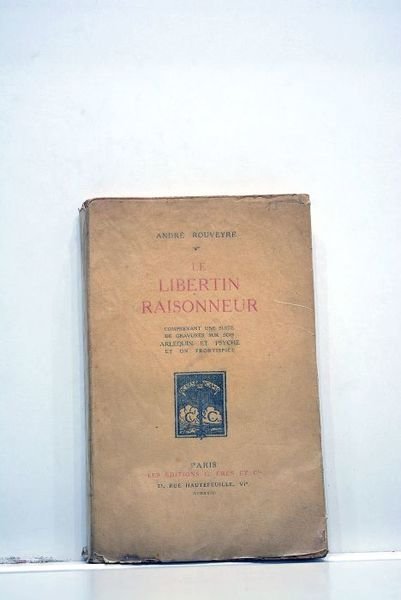 ANDRÉ ROUVEYRE
LE
LIBERTIN
RAISONNEUR
COMPRENANT UNE SUITE
DE GRAVURES SUR BOIS
ARLEQUIN ET PSYCHÉ
ET UN FRONTISPICE
C C
PARIS
LES ÉDITIONS G. CRÈS ET Cie
21, RUE HAUTEFEUILLE, VIe